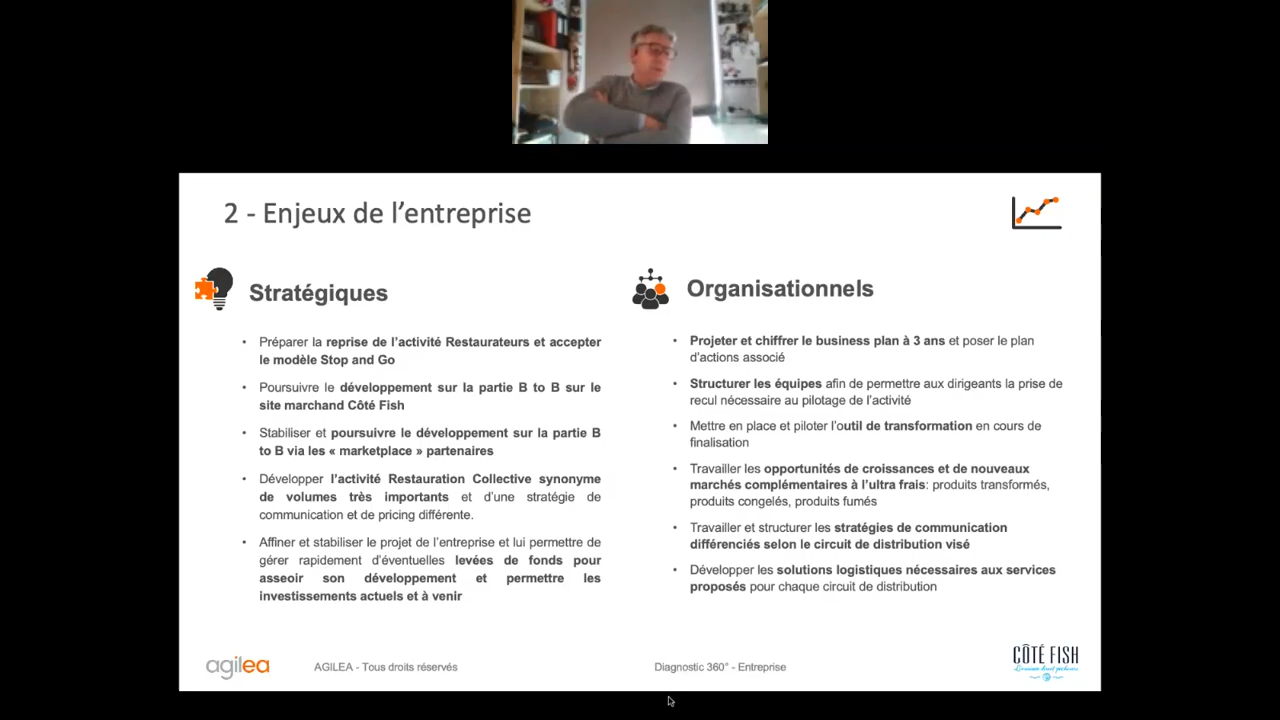 2 - Enjeux de l’entreprise
Stratégiques
• Préparer la reprise de l’activité Restaurateurs et accepter
le modèle Stop and Go
• Poursuivre le développement sur la partie B to B sur le
site marchand Côté Fish
• Stabiliser et poursuivre le développement sur la partie B
to B via les « marketplace » partenaires
• Développer l’activité Restauration Collective synonyme
de volumes très importants et d’une stratégie de
communication et de pricing différente.
• Affiner et stabiliser le projet de l’entreprise et lui permettre de
gérer rapidement d’éventuelles levées de fonds pour
asseoir son développement et permettre les
investissements actuels et à venir
Organisationnels
• Projeter et chiffrer le business plan à 3 ans et poser le plan
d’actions associé
• Structurer les équipes afin de permettre aux dirigeants la prise de
recul nécessaire au pilotage de l’activité
• Mettre en place et piloter l’outil de transformation en cours de
finalisation
• Travailler les opportunités de croissances et de nouveaux
marchés complémentaires à l’ultra frais: produits transformés,
produits congelés, produits fumés
• Travailler et structurer les stratégies de communication
différenciés selon le circuit de distribution visé
• Développer les solutions logistiques nécessaires aux services
proposés pour chaque circuit de distribution
agilea
AGILEA - Tous droits réservés
Diagnostic 360° - Entreprise
CÔTÉ FISH